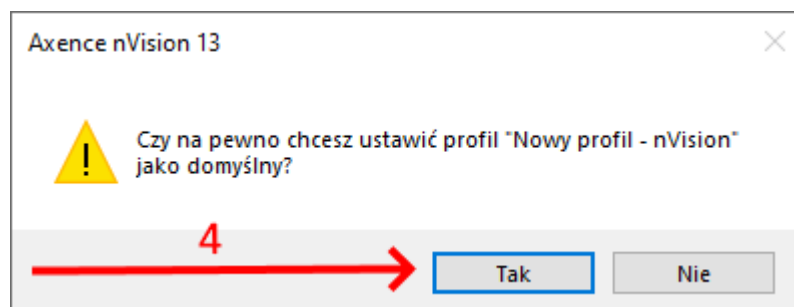 Axence nVision 13
Czy na pewno chcesz ustawić profil "Nowy profil - nVision"
jako domyślny?
4
Tak
Nie